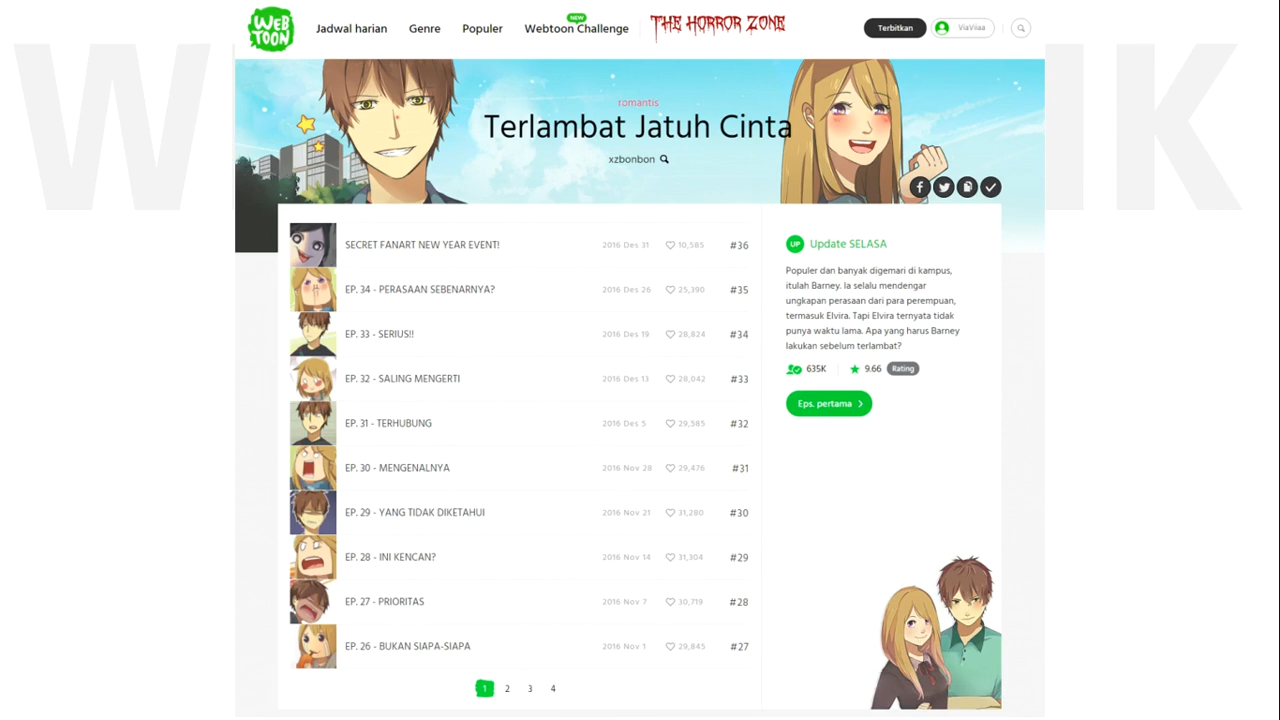 W K
WEB TOON
Jadwal harian Genre Populer NEW Webtoon Challenge THE HORROR ZONE Terbitkan ViaViiaa
romantis
Terlambat Jatuh Cinta
xzbonbon
SECRET FANART NEW YEAR EVENT! 2016 Des 31 10,585 #36
EP. 34 - PERASAAN SEBENARNYA? 2016 Des 26 25,390 #35
EP. 33 - SERIUS!! 2016 Des 19 28,824 #34
EP. 32 - SALING MENGERTI 2016 Des 13 28,042 #33
EP. 31 - TERHUBUNG 2016 Des 5 29,585 #32
EP. 30 - MENGENALNYA 2016 Nov 28 29,476 #31
EP. 29 - YANG TIDAK DIKETAHUI 2016 Nov 21 31,280 #30
EP. 28 - INI KENCAN? 2016 Nov 14 31,304 #29
EP. 27 - PRIORITAS 2016 Nov 7 30,719 #28
EP. 26 - BUKAN SIAPA-SIAPA 2016 Nov 1 29,845 #27
1 2 3 4
UP Update SELASA
Populer dan banyak digemari di kampus,
itulah Barney. Ia selalu mendengar
ungkapan perasaan dari para perempuan,
termasuk Elvira. Tapi Elvira ternyata tidak
punya waktu lama. Apa yang harus Barney
lakukan sebelum terlambat?
635K 9.66 Rating
Eps. pertama